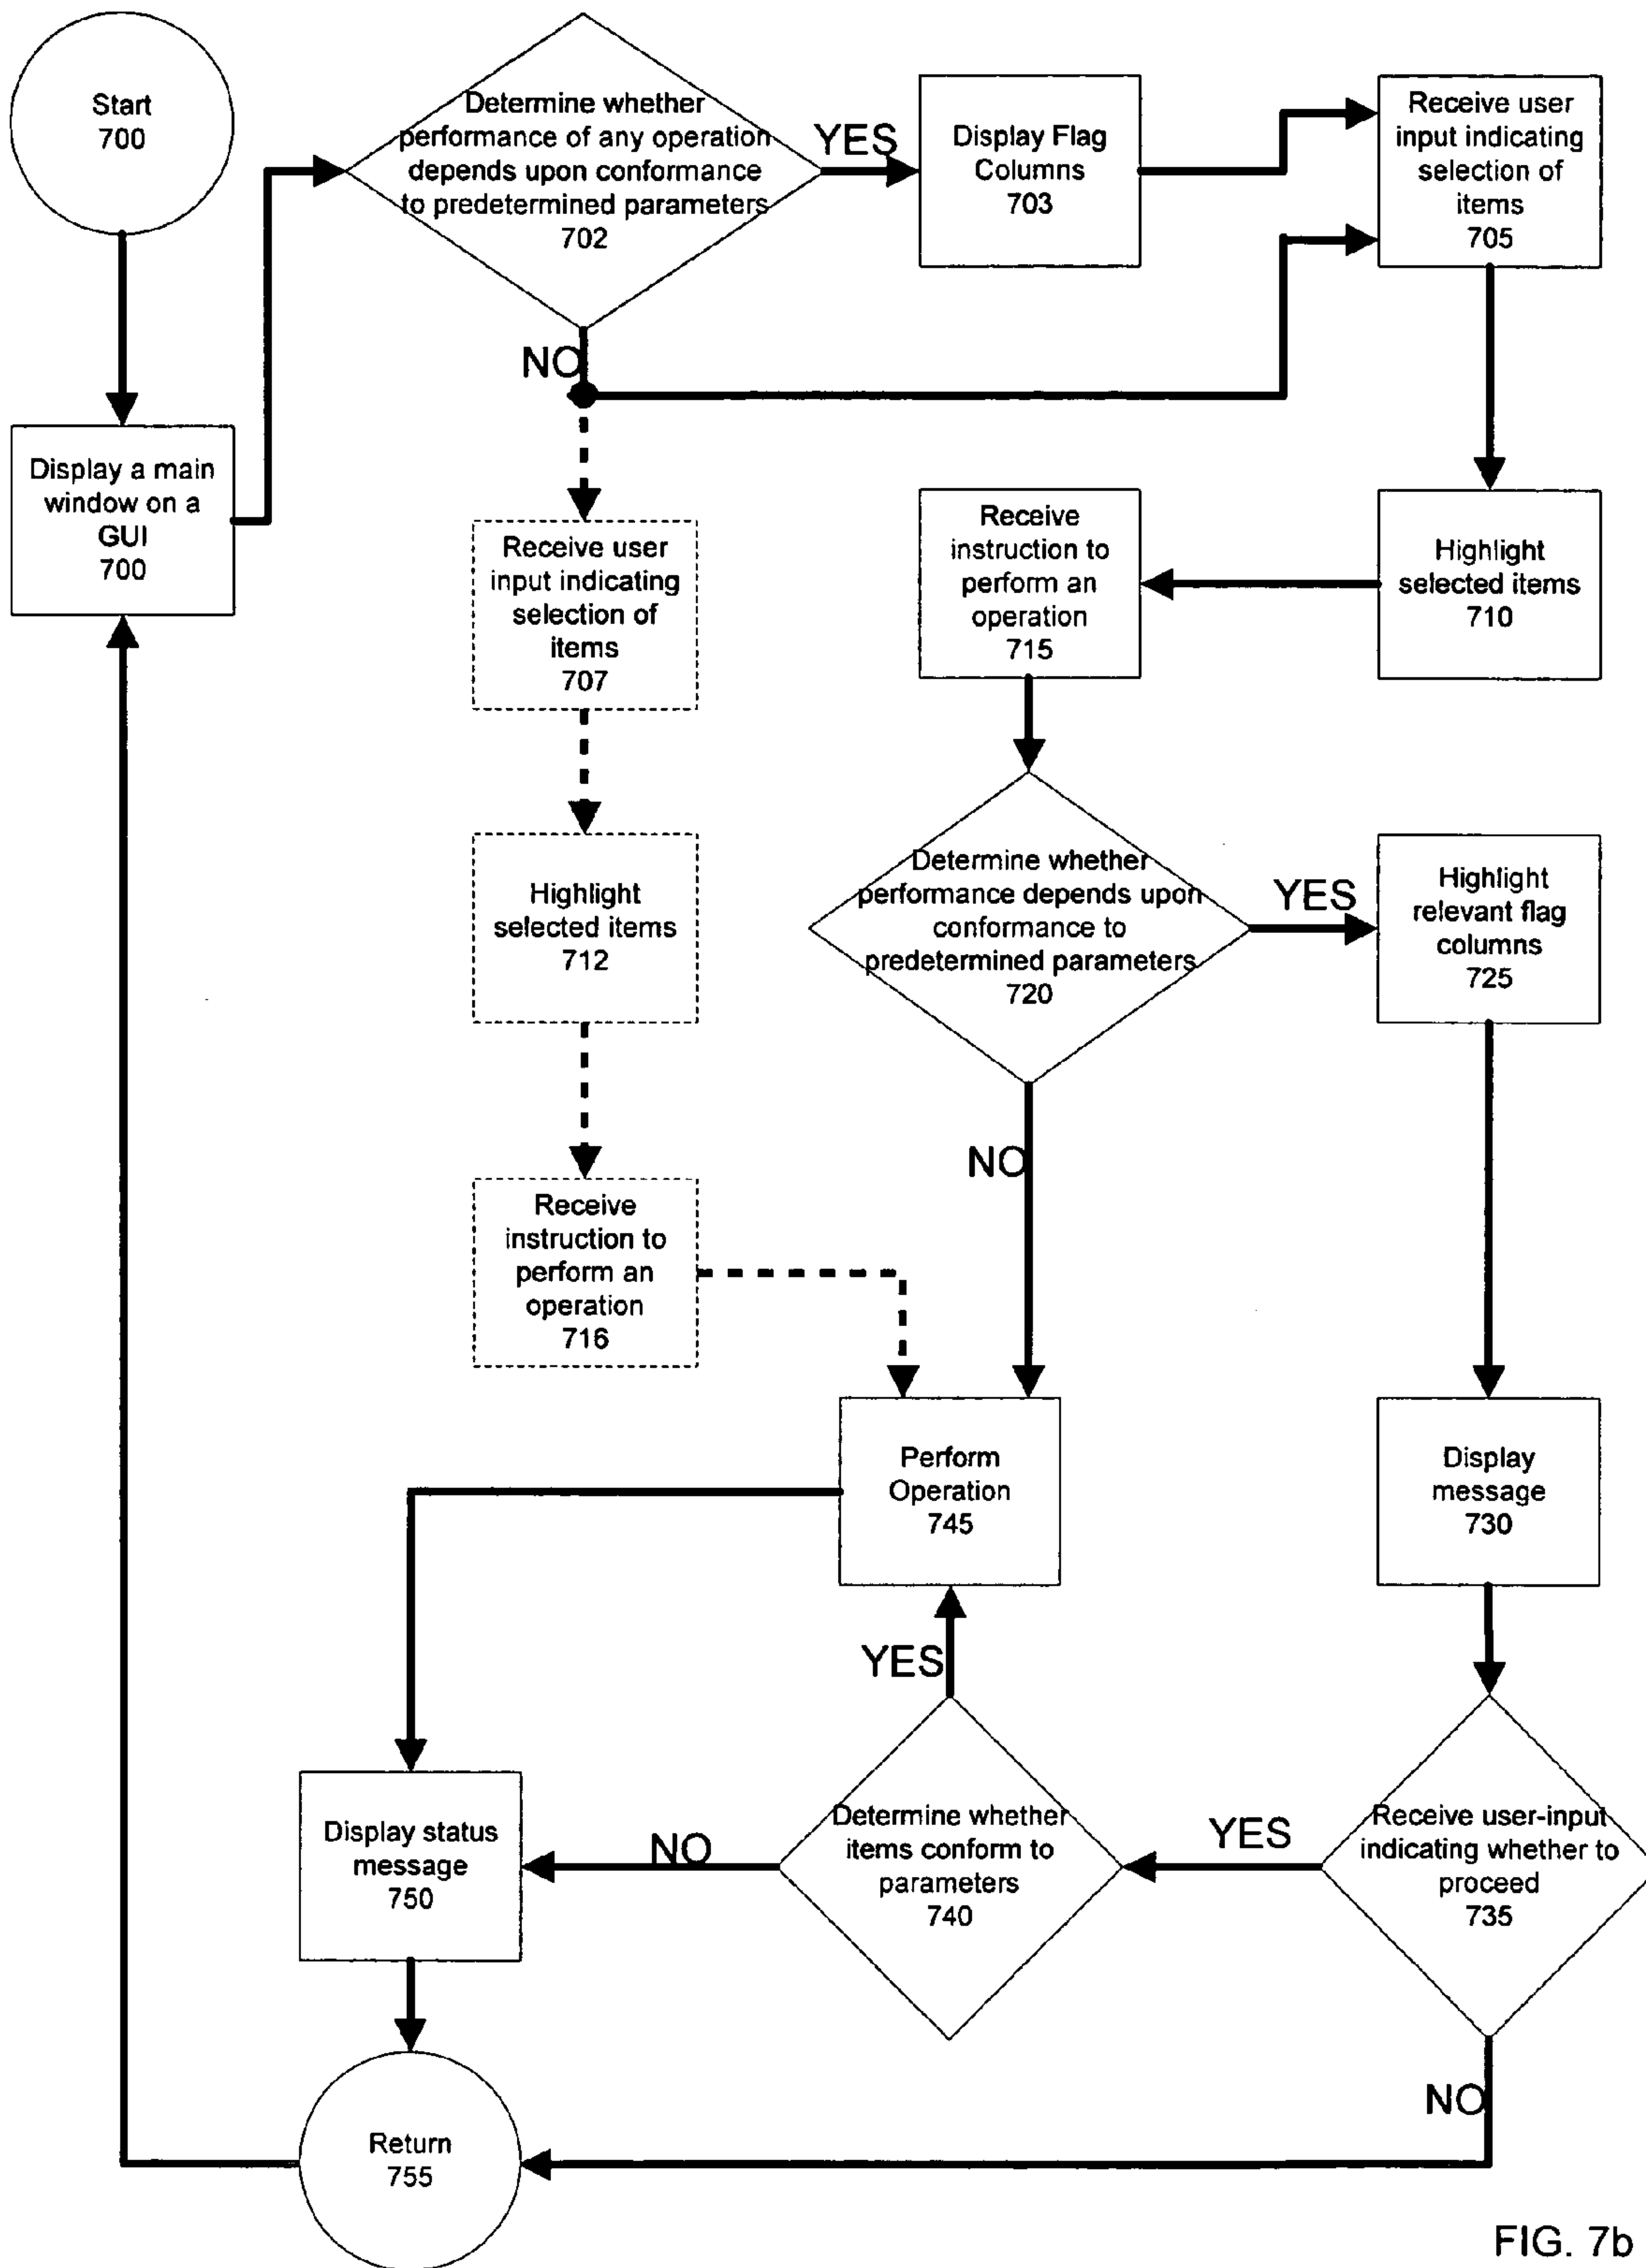 Start
700
Determine whether
performance of any operation
depends upon conformance
to predetermined parameters
702
YES
Display Flag
Columns
703
Receive user
input indicating
selection of
items
705
NO
Display a main
window on a
GUI
700
Receive user
input indicating
selection of
items
707
Receive
instruction to
perform an
operation
715
Highlight
selected items
710
Highlight
selected items
712
Determine whether
performance depends upon
conformance to
predetermined parameters
720
YES
Highlight
relevant flag
columns
725
NO
Receive
instruction to
perform an
operation
716
Perform
Operation
745
Display
message
730
YES
Display status
message
750
NO
Determine whether
items conform to
parameters
740
YES
Receive user-input
indicating whether to
proceed
735
NO
Return
755
FIG. 7b